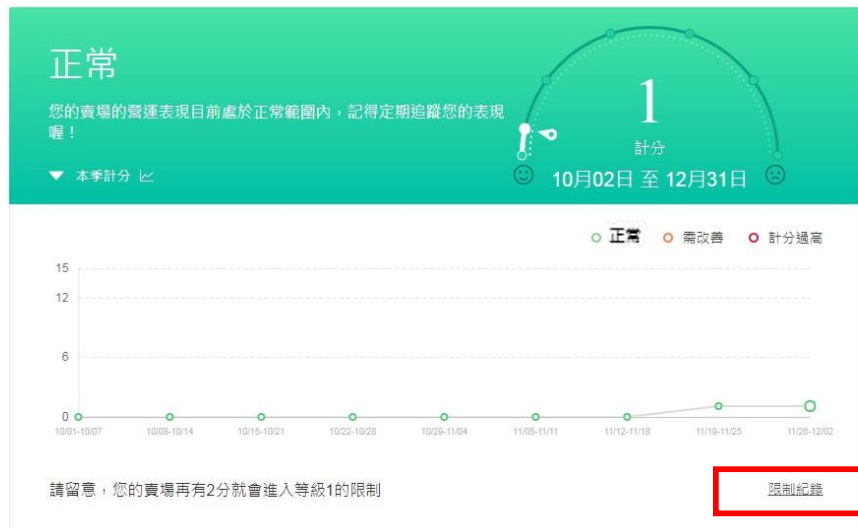 正常
您的賣場的營運表現目前處於正常範圍內，記得定期追蹤您的表現
喔！
本季計分
1
計分
10月02日 至 12月31日
正常 需改善 計分過高
15
12
6
0
10/01-10/07 10/08-10/14 10/15-10/21 10/22-10/28 10/29-11/04 11/05-11/11 11/12-11/18 11/19-11/25 11/26-12/02
請留意，您的賣場再有2分就會進入等級1的限制 限制紀錄